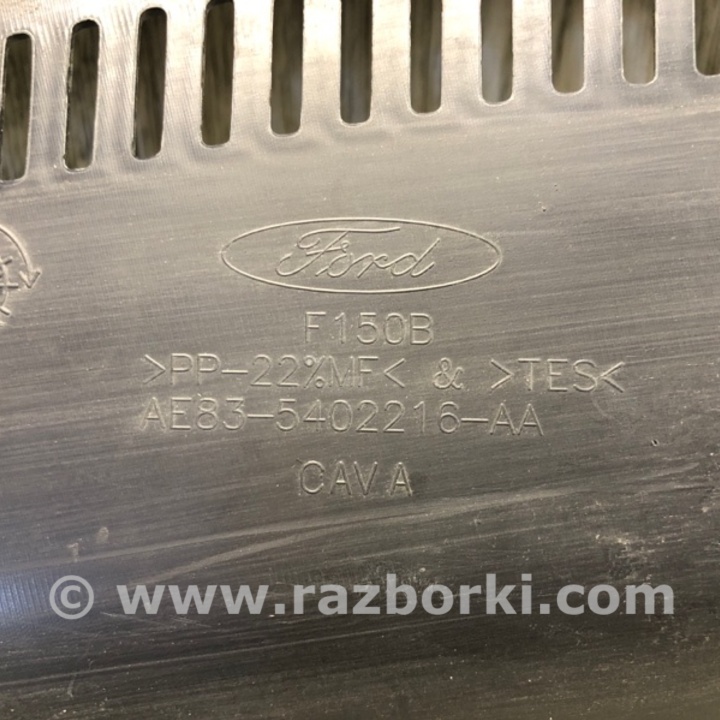 Ford
F150B
>PP-22%MF< & >TES<
AE83-5402216-AA
CAV A
© www.razborki.com